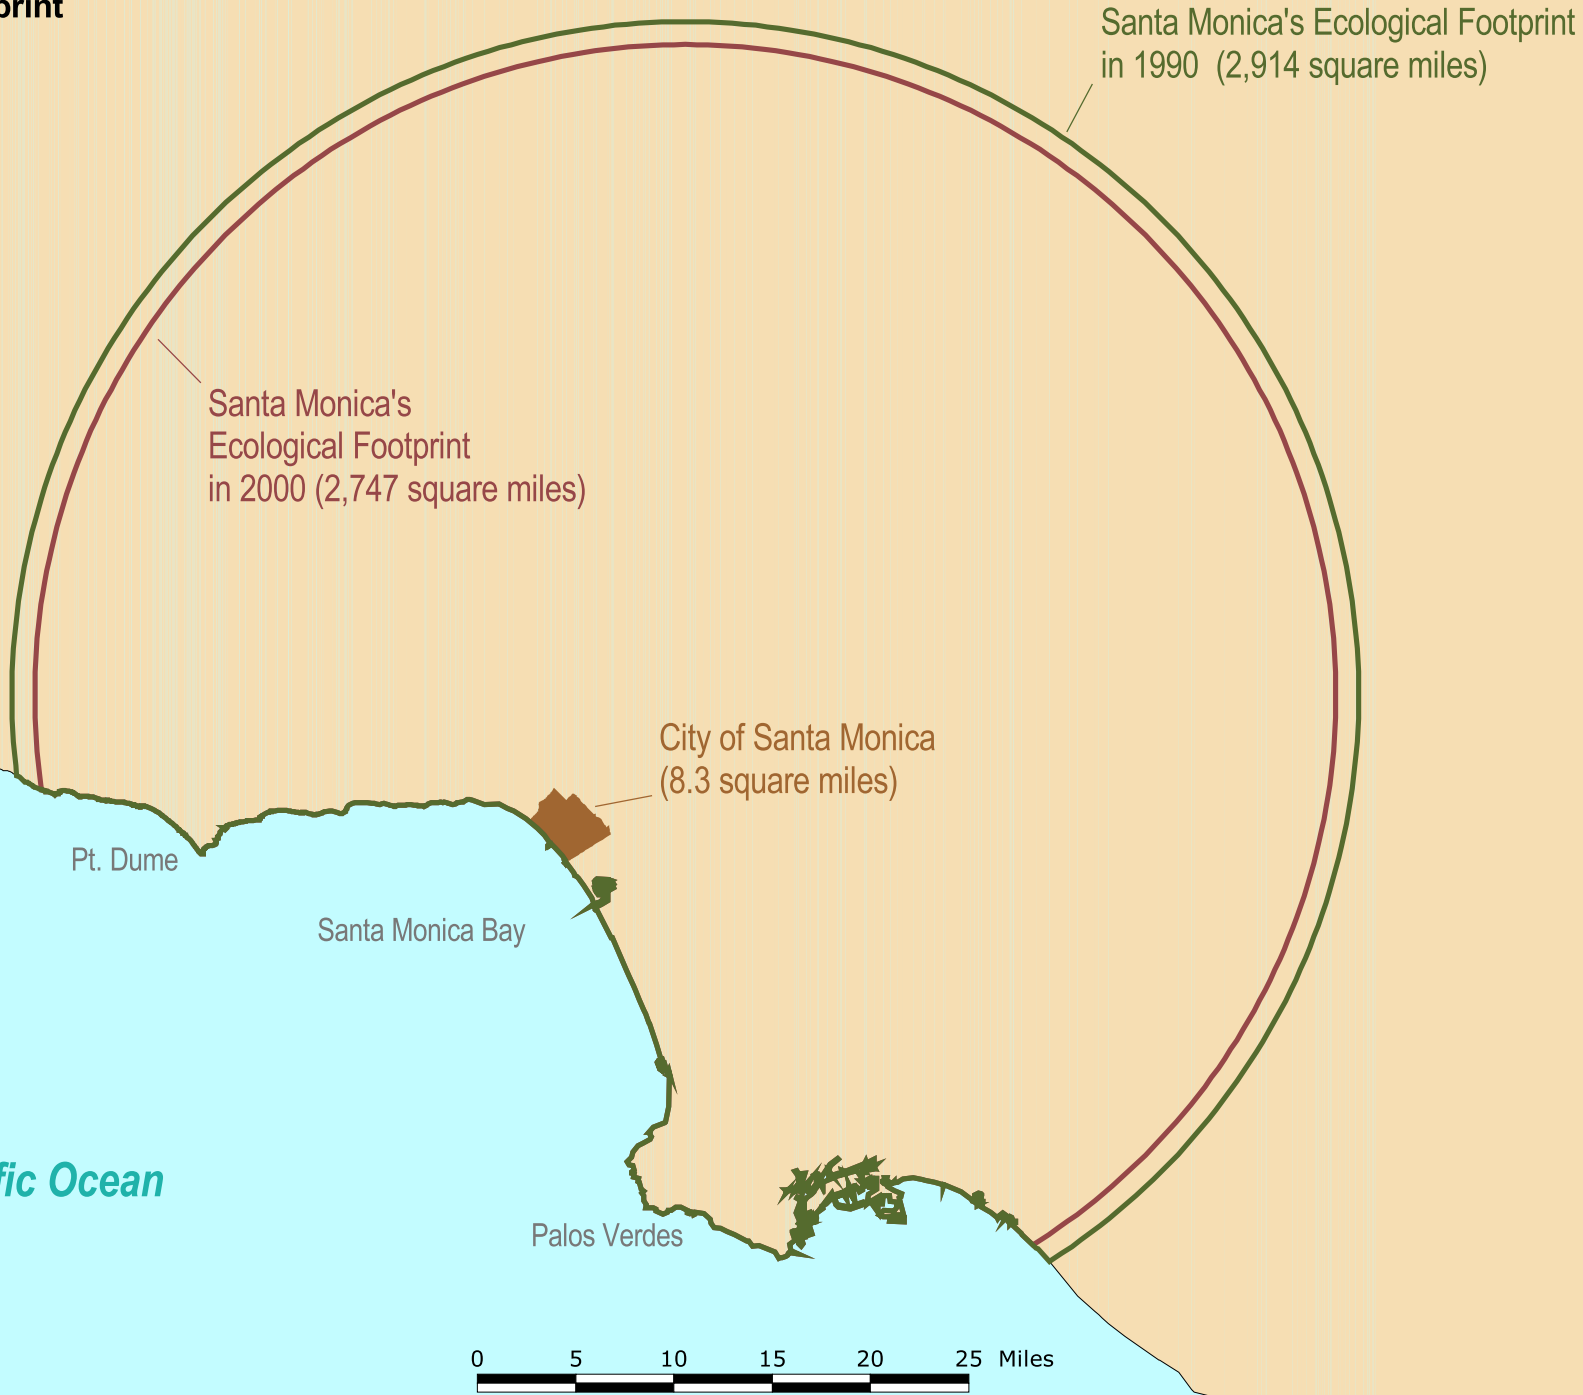 Santa Monica's Ecological Footprint
in 1990 (2,914 square miles)
Santa Monica's
Ecological Footprint
in 2000 (2,747 square miles)
City of Santa Monica
(8.3 square miles)
Pt. Dume
Santa Monica Bay
fic Ocean
Palos Verdes
0 5 10 15 20 25 Miles